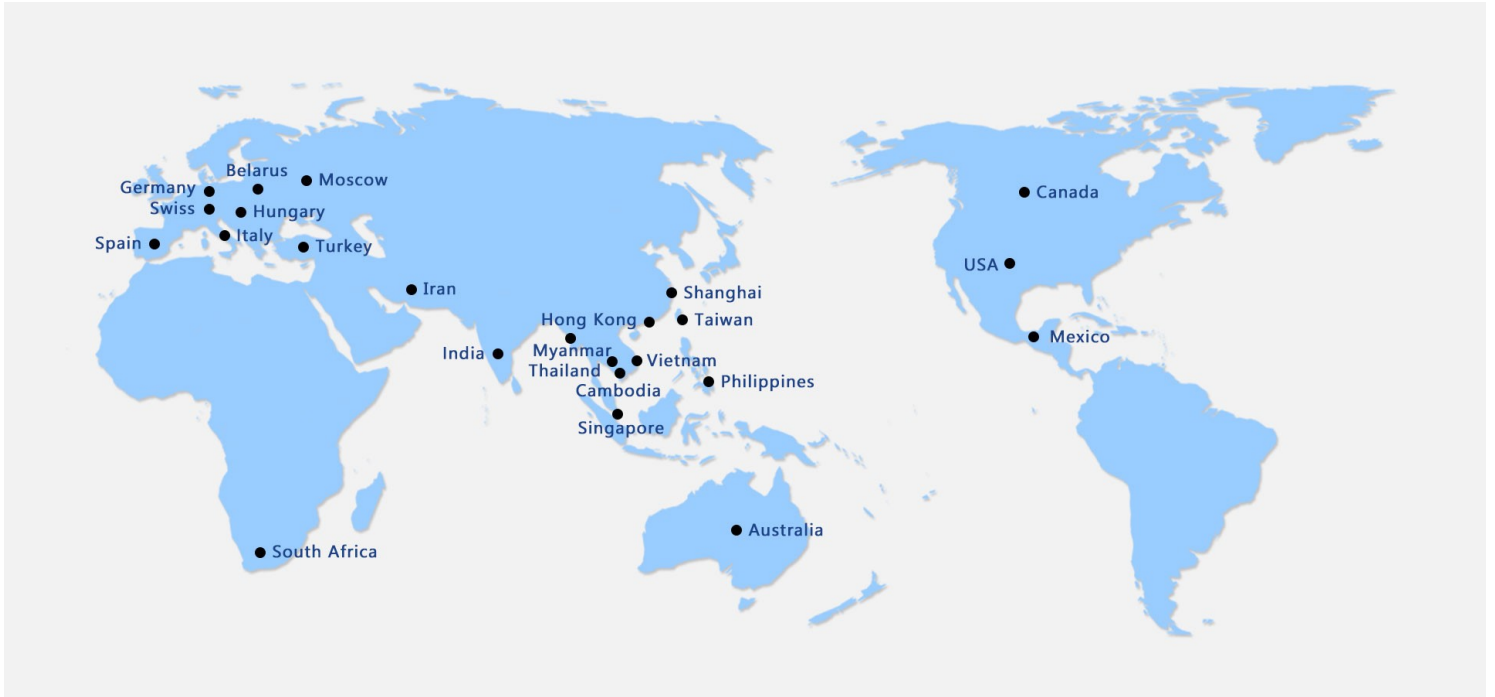 Belarus
Germany
Moscow
Swiss
Hungary
Spain
Italy
Turkey
Canada
USA
Iran
Shanghai
Hong Kong
Taiwan
Mexico
India
Myanmar
Vietnam
Thailand
Philippines
Cambodia
Singapore
Australia
South Africa